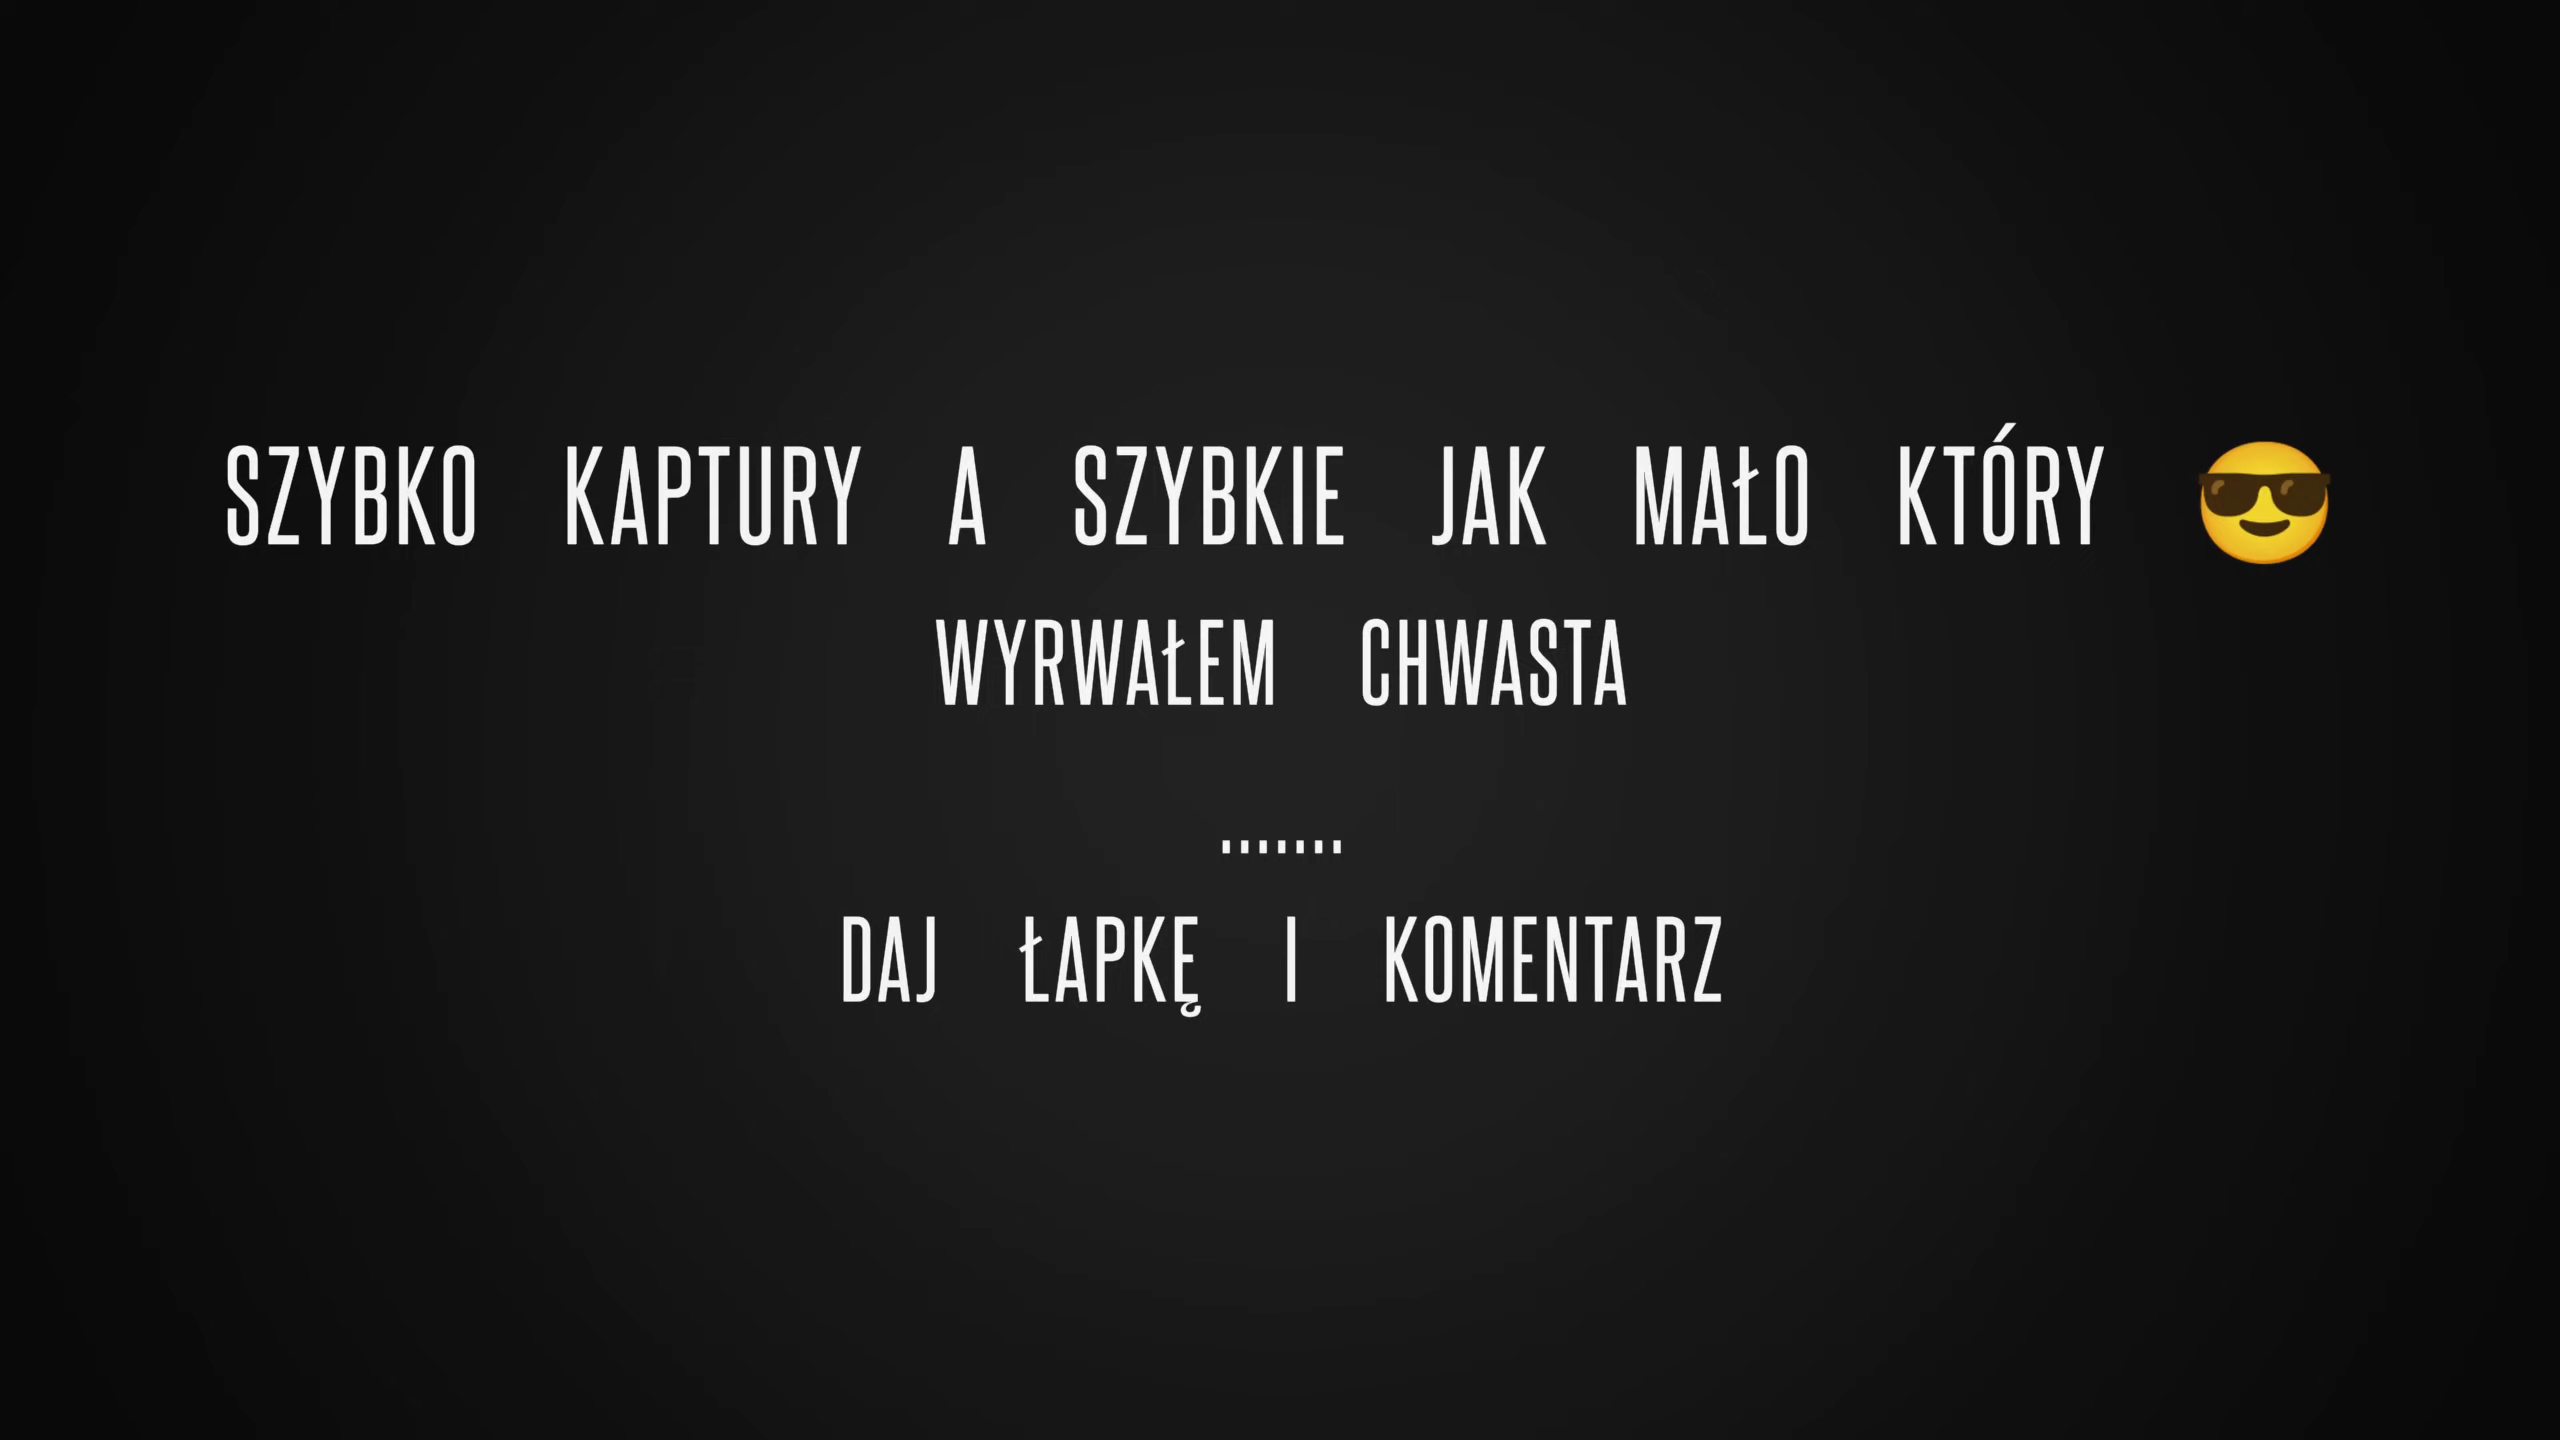 SZYBKO KAPTURY A SZYBKIE JAK MAŁO KTÓRY 😎
WYRWAŁEM CHWASTA
.......
DAJ ŁAPKĘ I KOMENTARZ